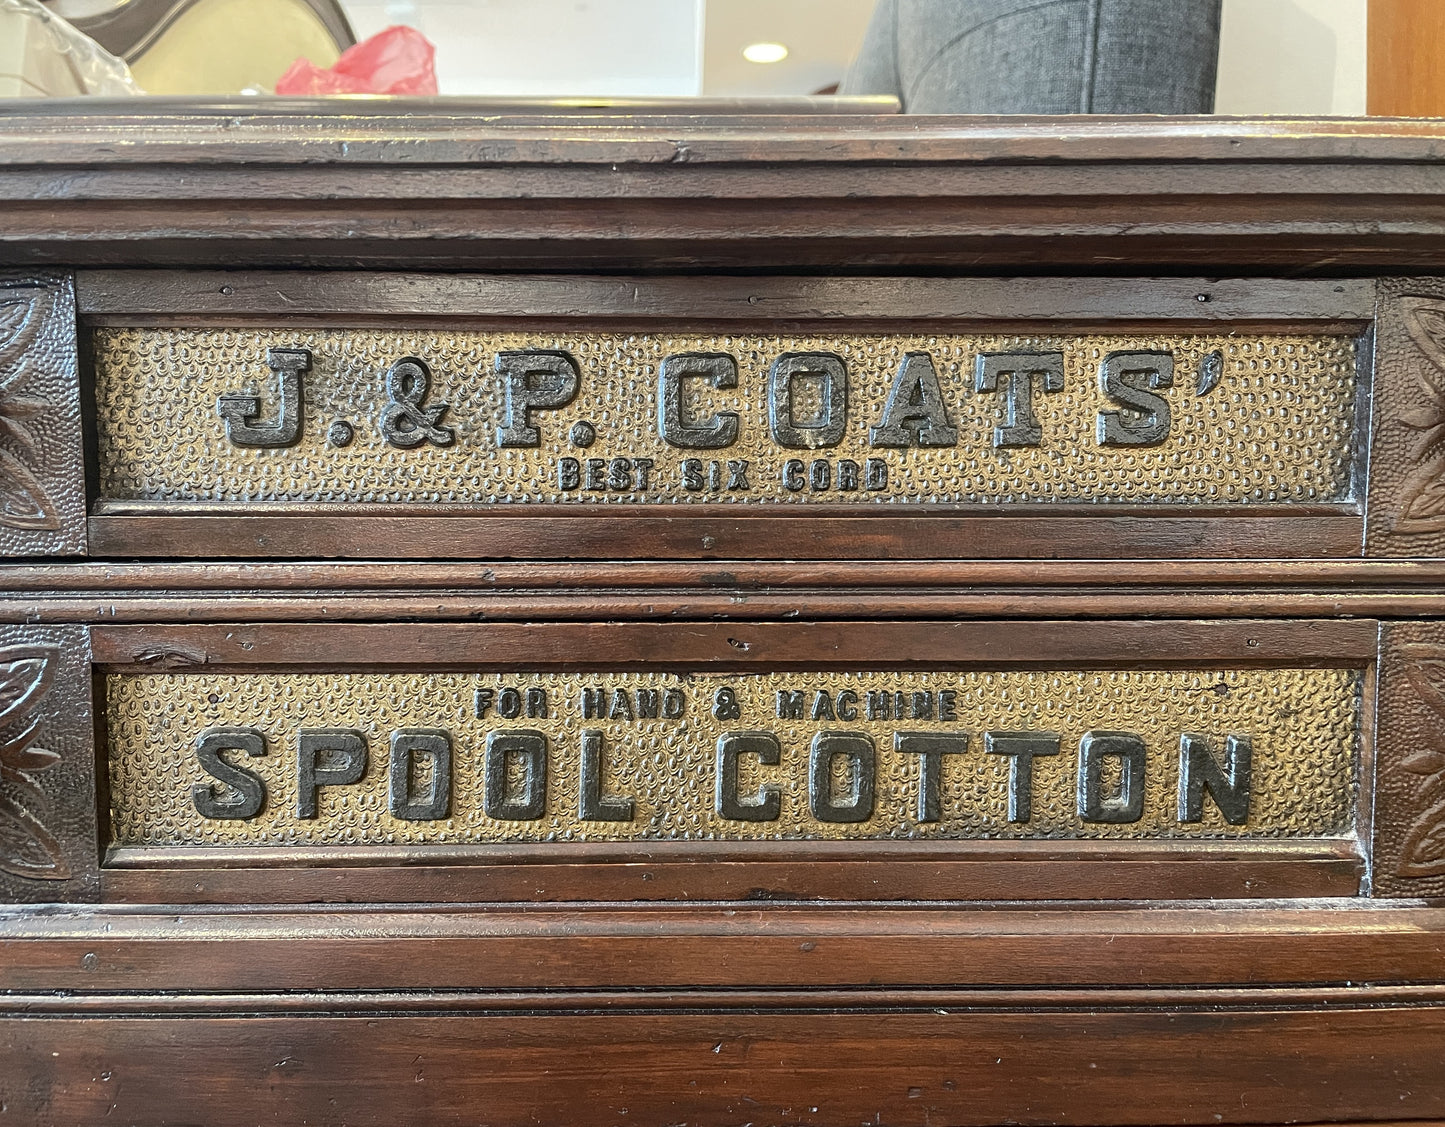 J. & P. COATS'
BEST SIX CORD
FOR HAND & MACHINE
SPOOL COTTON